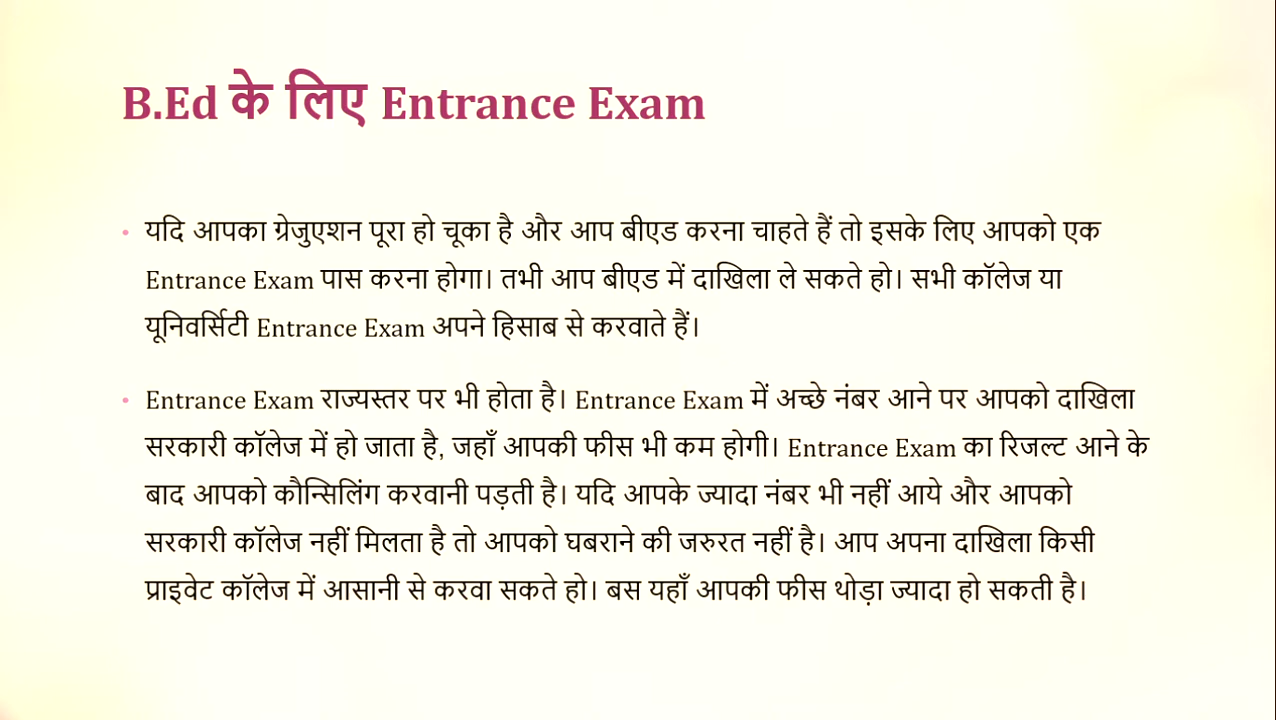 B.Ed के लिए Entrance Exam
• यदि आपका ग्रेजुएशन पूरा हो चूका है और आप बीएड करना चाहते हैं तो इसके लिए आपको एक
Entrance Exam पास करना होगा। तभी आप बीएड में दाखिला ले सकते हो। सभी कॉलेज या
यूनिवर्सिटी Entrance Exam अपने हिसाब से करवाते हैं।
• Entrance Exam राज्यस्तर पर भी होता है। Entrance Exam में अच्छे नंबर आने पर आपको दाखिला
सरकारी कॉलेज में हो जाता है, जहाँ आपकी फीस भी कम होगी। Entrance Exam का रिजल्ट आने के
बाद आपको कौन्सिलिंग करवानी पड़ती है। यदि आपके ज्यादा नंबर भी नहीं आये और आपको
सरकारी कॉलेज नहीं मिलता है तो आपको घबराने की जरुरत नहीं है। आप अपना दाखिला किसी
प्राइवेट कॉलेज में आसानी से करवा सकते हो। बस यहाँ आपकी फीस थोड़ा ज्यादा हो सकती है।